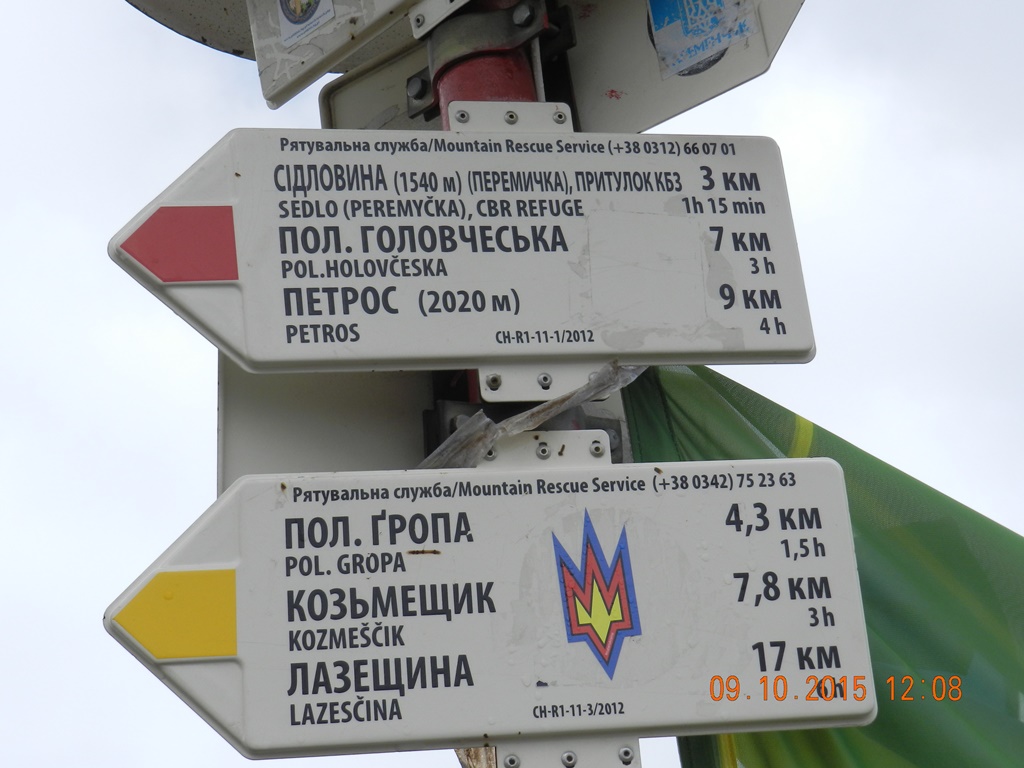 Рятувальна служба/Mountain Rescue Service (+38 0312) 66 07 01
СІДЛОВИНА (1540 м) (ПЕРЕМИЧКА), ПРИТУЛОК КБЗ 3 км
SEDLO (PEREMYČKA), CBR REFUGE 1h 15 min
ПОЛ. ГОЛОВЧЕСЬКА 7 км
POL.HOLOVČESKA 3 h
ПЕТРОС (2020 м) 9 км
PETROS 4 h
CH-R1-11-1/2012
Рятувальна служба/Mountain Rescue Service (+38 0342) 75 23 63
ПОЛ. ҐРОПА 4,3 км
POL. GROPA 1,5 h
КОЗЬМЕЩИК 7,8 км
KOZMEŠČIK 3 h
ЛАЗЕЩИНА 17 км
LAZESČINA 6h
CH-R1-11-3/2012
09.10.2015 12:08